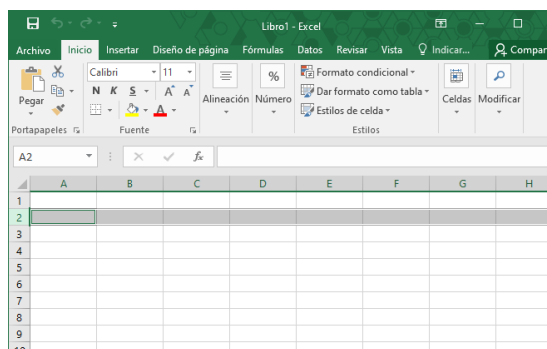 Libro1 - Excel
Archivo Inicio Insertar Diseño de página Fórmulas Datos Revisar Vista Indicar... Compar
Pegar
Calibri 11
N K S A A
A
Alineación
%
Número
Formato condicional
Dar formato como tabla
Estilos de celda
Celdas
Modificar
Portapapeles Fuente Estilos
A2 fx
A B C D E F G H
1
2
3
4
5
6
7
8
9
10